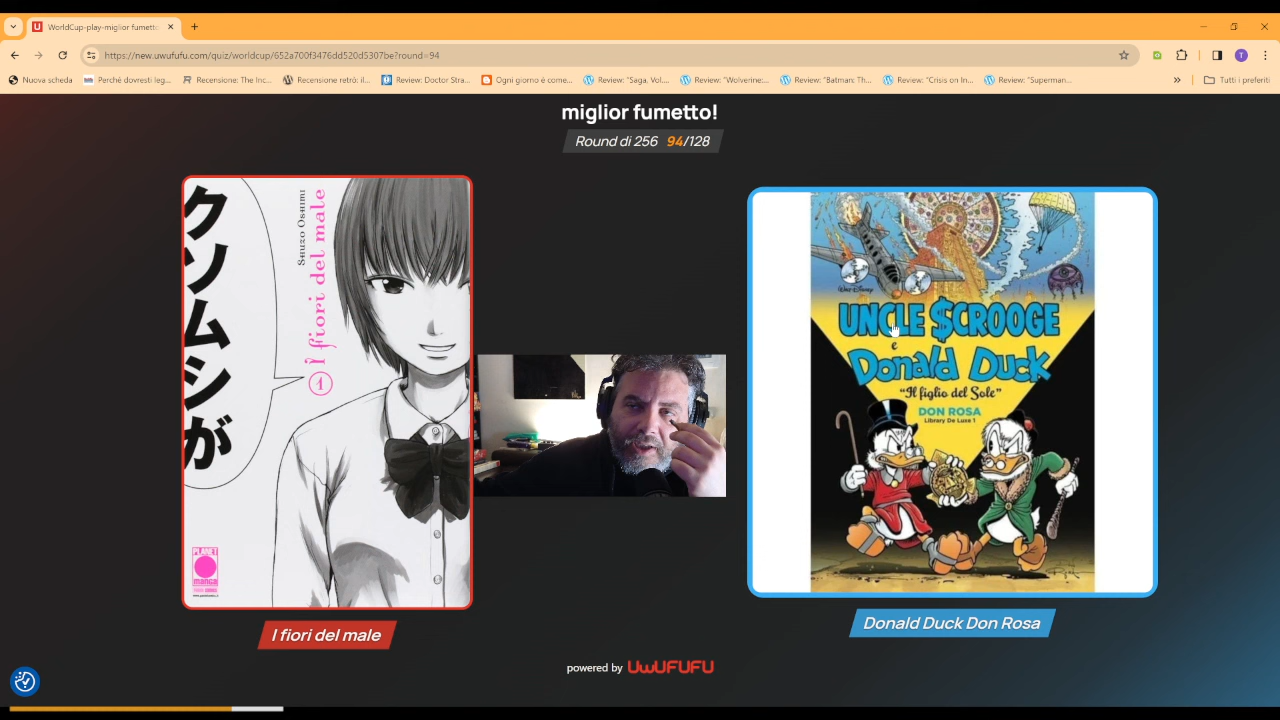 WorldCup-play-miglior fumetto
https://new.uwufufu.com/quiz/worldcup/652a700f3476dd520d5307be?round=94
T
Nuova scheda
Perché dovresti leg...
Recensione: The Inc...
Recensione retrò: il...
Review: Doctor Stra...
Ogni giorno è come...
Review: "Saga, Vol....
Review: "Wolverine:...
Review: "Batman: Th...
Review: "Crisis on In...
Review: "Superman...
Tutti i preferiti
miglior fumetto!
Round di 256 94/128
クソムシが
Shuzo Oshimi
I fiori del male
1
PLANET
manga
I fiori del male
Walt Disney
UNCLE $CROOGE
e
Donald Duck
"Il figlio del Sole"
DON ROSA
Library De Luxe 1
Donald Duck Don Rosa
powered by UWUFUFU